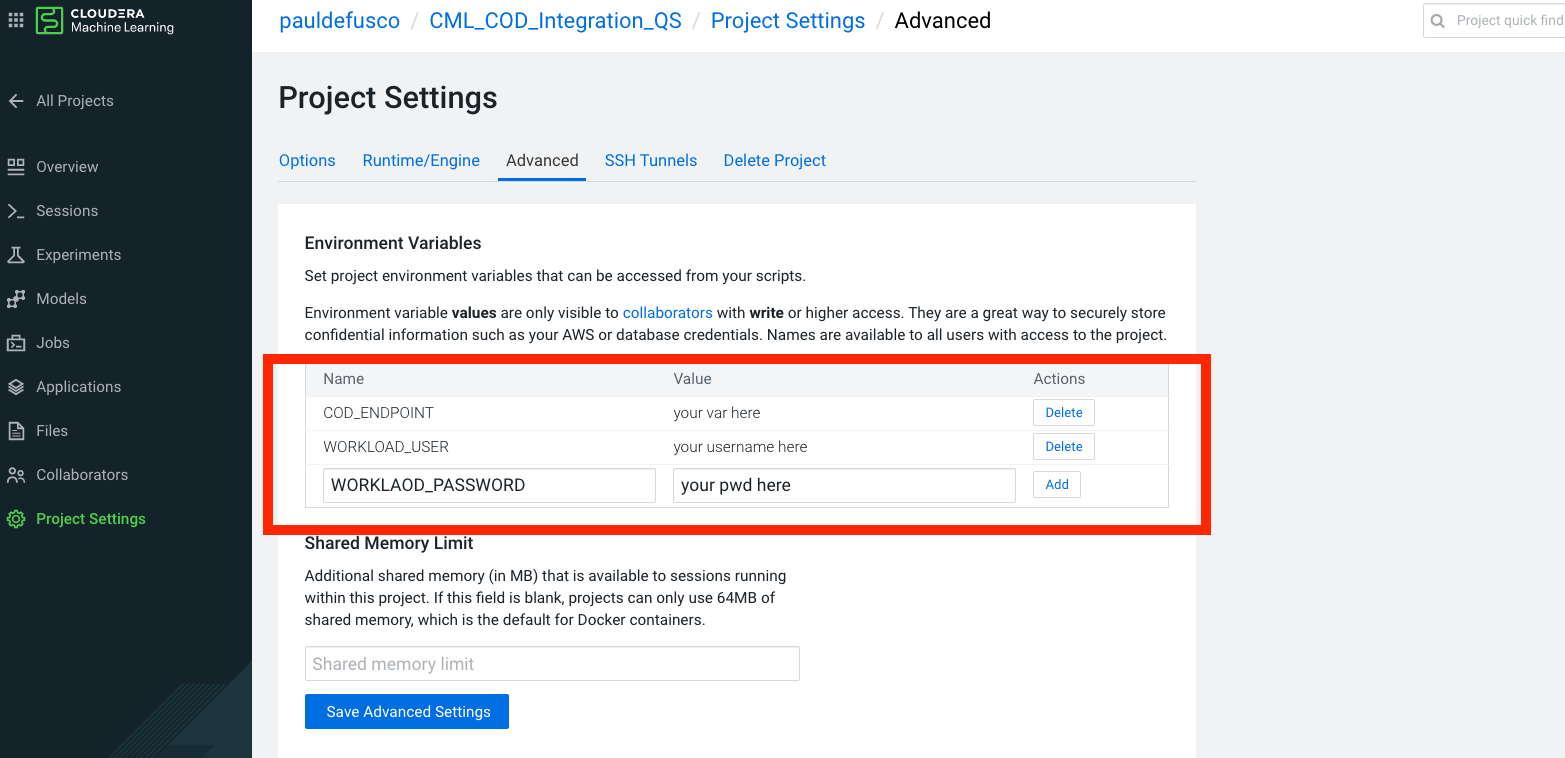 CLOUDERA
Machine Learning
pauldefusco / CML_COD_Integration_QS / Project Settings / Advanced
Project quick find
All Projects
Overview
Sessions
Experiments
Models
Jobs
Applications
Files
Collaborators
Project Settings
Project Settings
Options Runtime/Engine Advanced SSH Tunnels Delete Project
Environment Variables
Set project environment variables that can be accessed from your scripts.
Environment variable values are only visible to collaborators with write or higher access. They are a great way to securely store
confidential information such as your AWS or database credentials. Names are available to all users with access to the project.
Name Value Actions
COD_ENDPOINT your var here Delete
WORKLOAD_USER your username here Delete
WORKLAOD_PASSWORD your pwd here Add
Shared Memory Limit
Additional shared memory (in MB) that is available to sessions running
within this project. If this field is blank, projects can only use 64MB of
shared memory, which is the default for Docker containers.
Shared memory limit
Save Advanced Settings